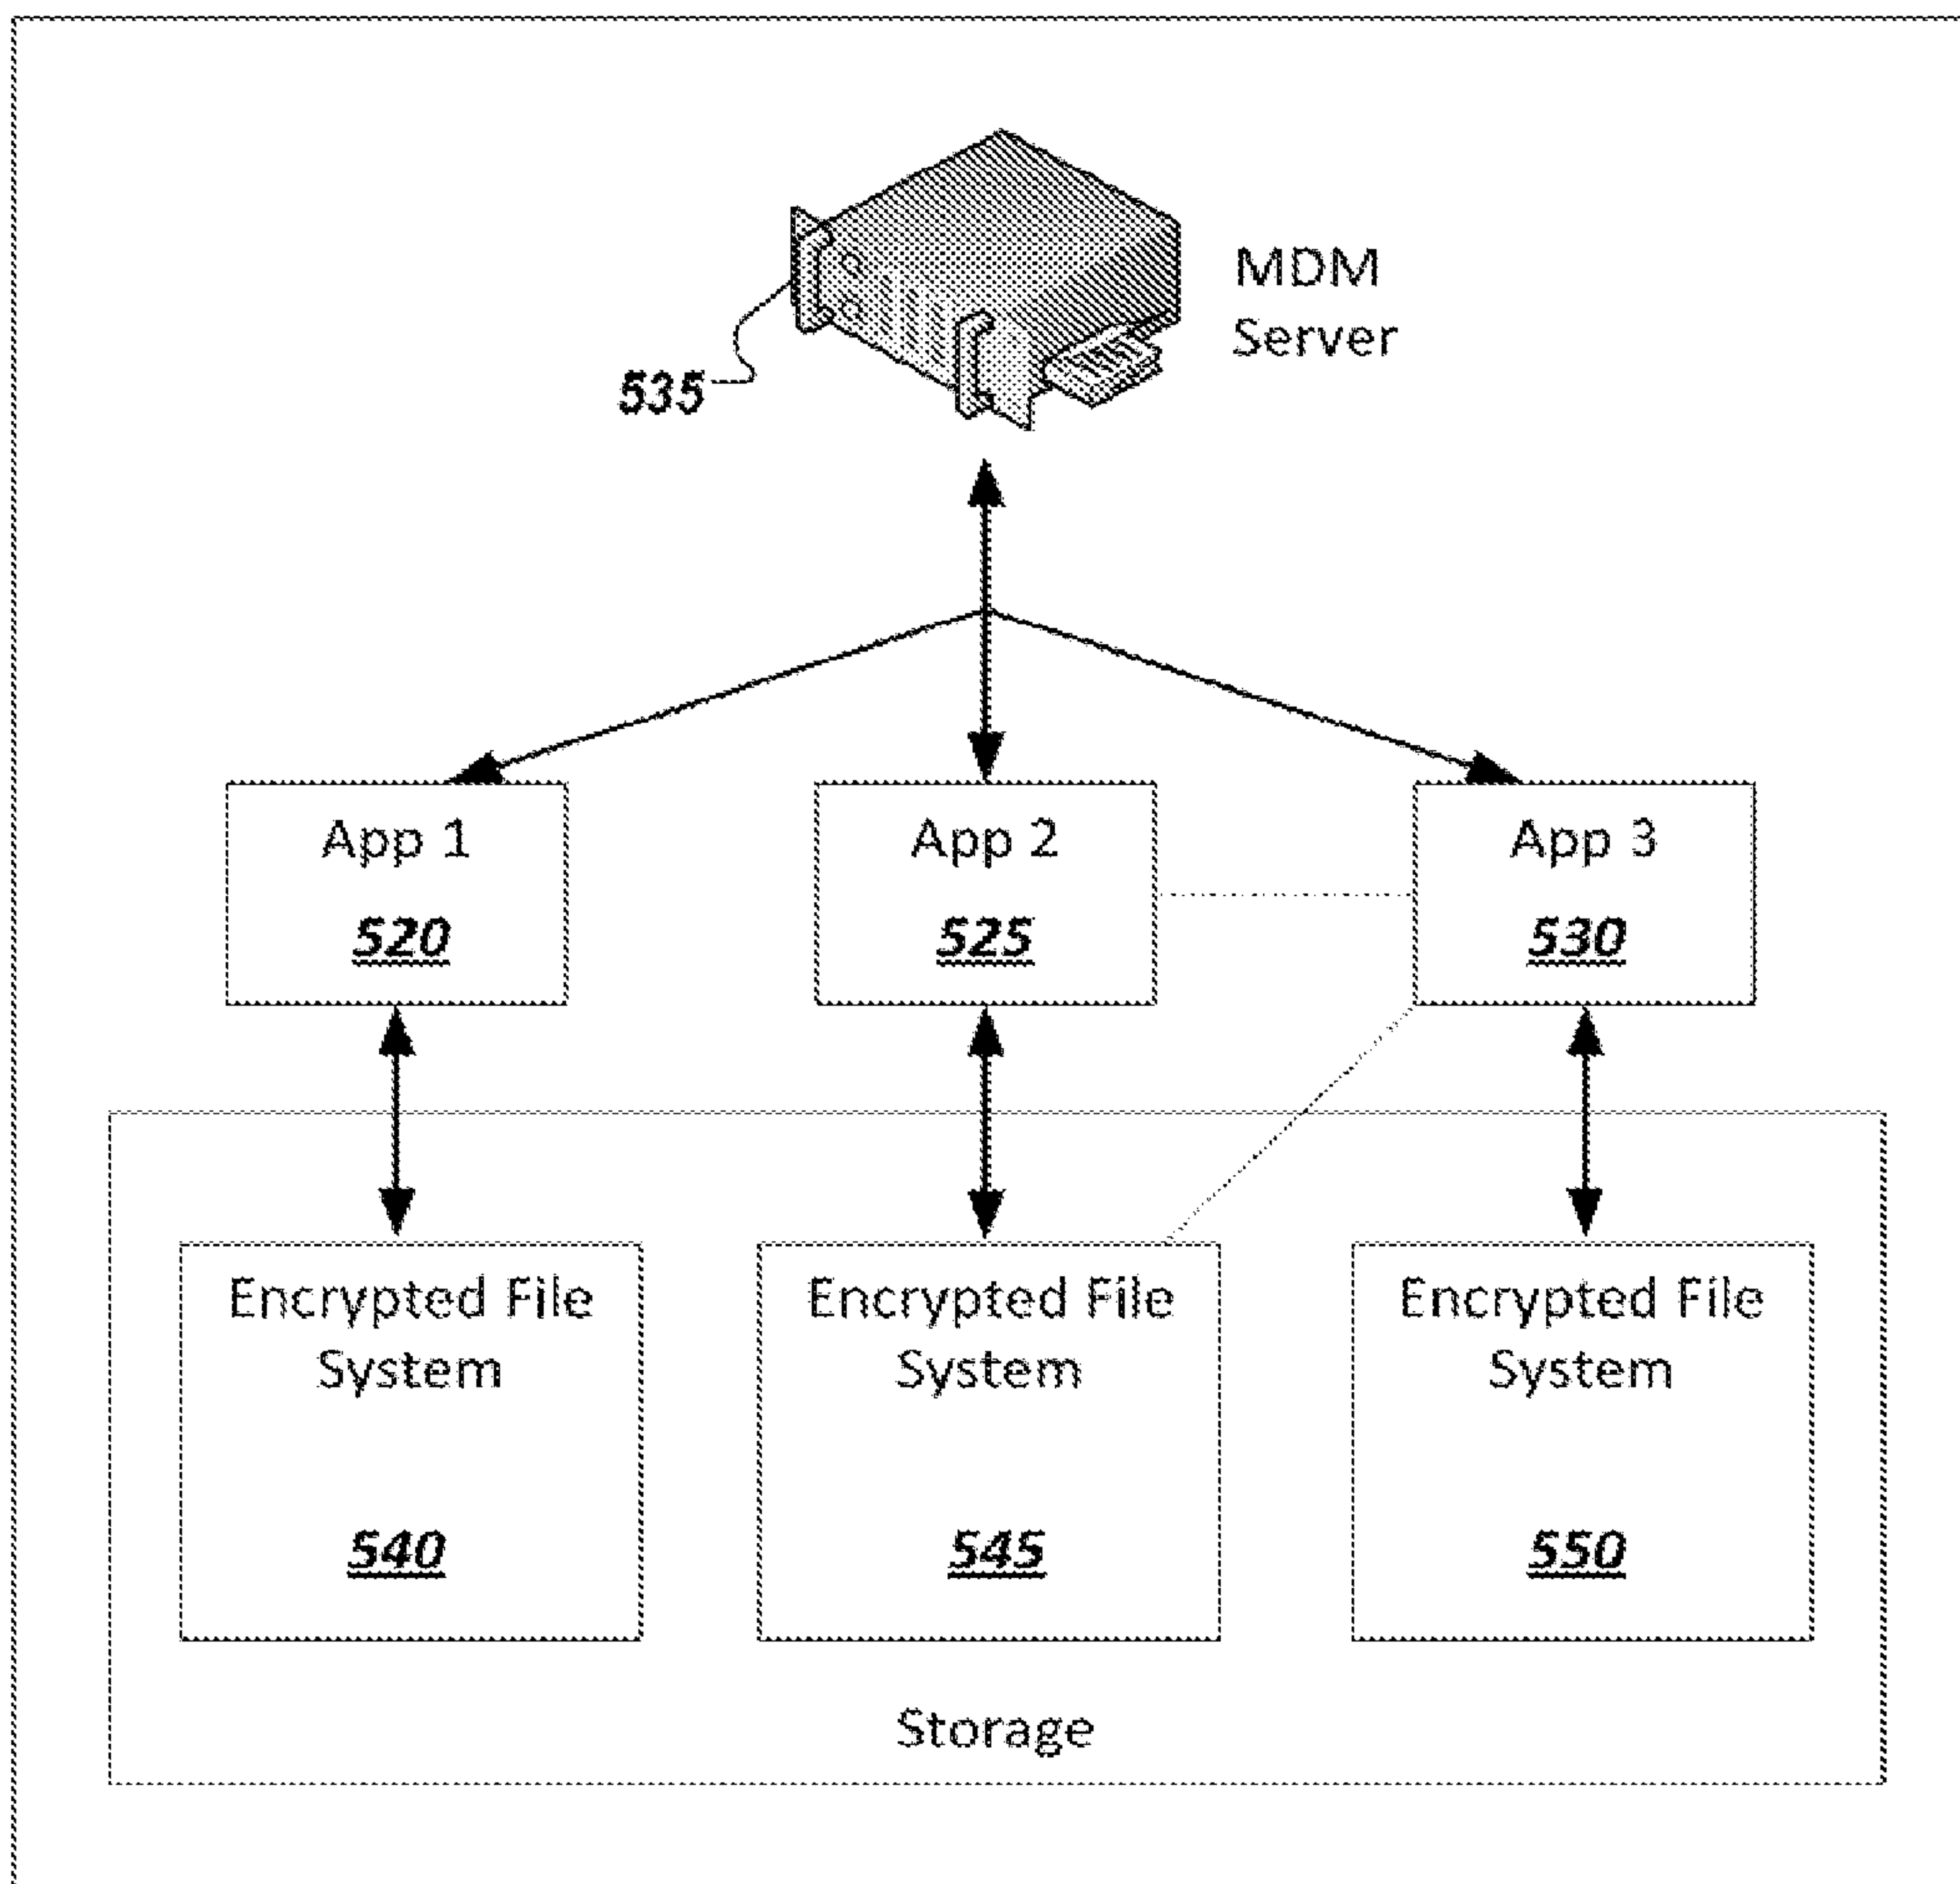 MDM
Server
535
App 1
520
App 2
525
App 3
530
Encrypted File
System
540
Encrypted File
System
545
Encrypted File
System
550
Storage